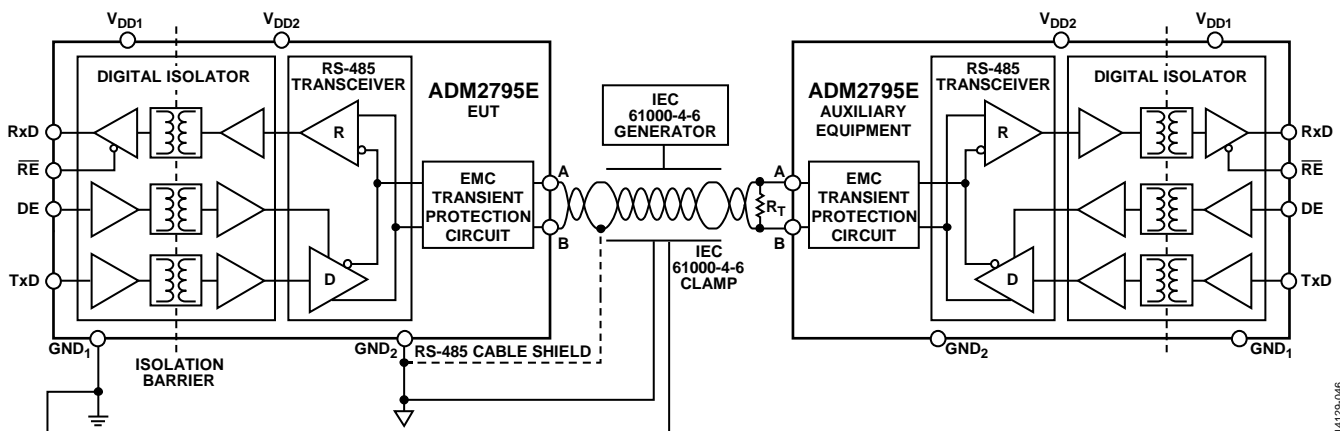 VDD1
VDD2
VDD2
VDD1
DIGITAL ISOLATOR
RS-485
TRANSCEIVER
ADM2795E
EUT
IEC
61000-4-6
GENERATOR
ADM2795E
AUXILIARY
EQUIPMENT
RS-485
TRANSCEIVER
DIGITAL ISOLATOR
RxD
RE
DE
TxD
R
D
EMC
TRANSIENT
PROTECTION
CIRCUIT
A
B
RT
A
B
EMC
TRANSIENT
PROTECTION
CIRCUIT
R
D
RxD
RE
DE
TxD
IEC
61000-4-6
CLAMP
GND1
ISOLATION
BARRIER
GND2
RS-485 CABLE SHIELD
GND2
GND1
14129-046